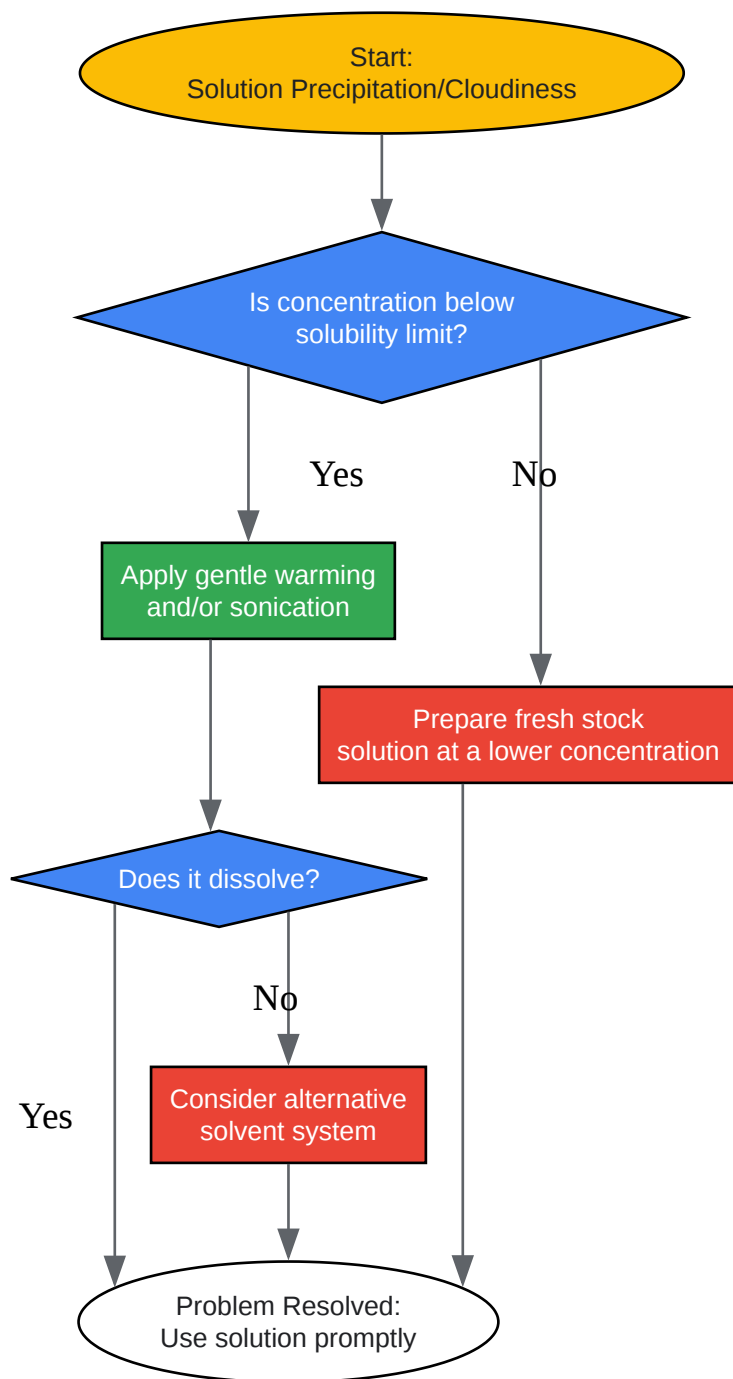 Start:
Solution Precipitation/Cloudiness
Is concentration below
solubility limit?
Yes
No
Apply gentle warming
and/or sonication
Prepare fresh stock
solution at a lower concentration
Does it dissolve?
No
Consider alternative
solvent system
Yes
Problem Resolved:
Use solution promptly